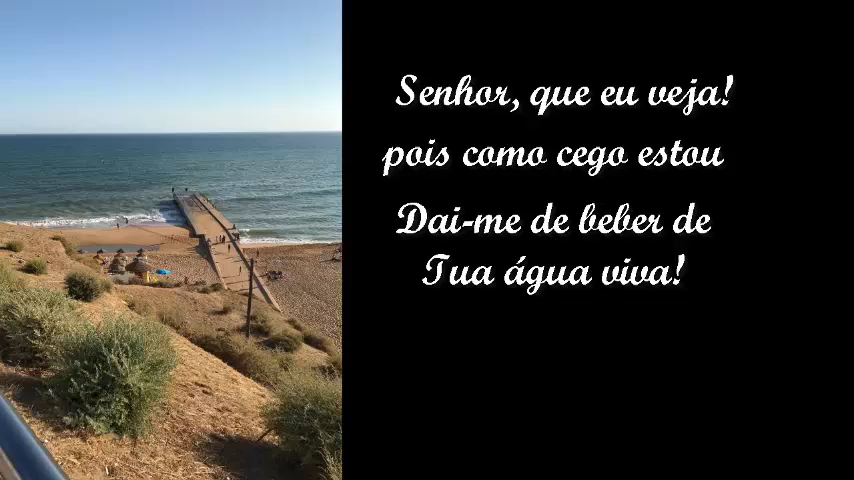 Senhor, que eu veja!
pois como cego estou
Dai-me de beber de
Tua água viva!